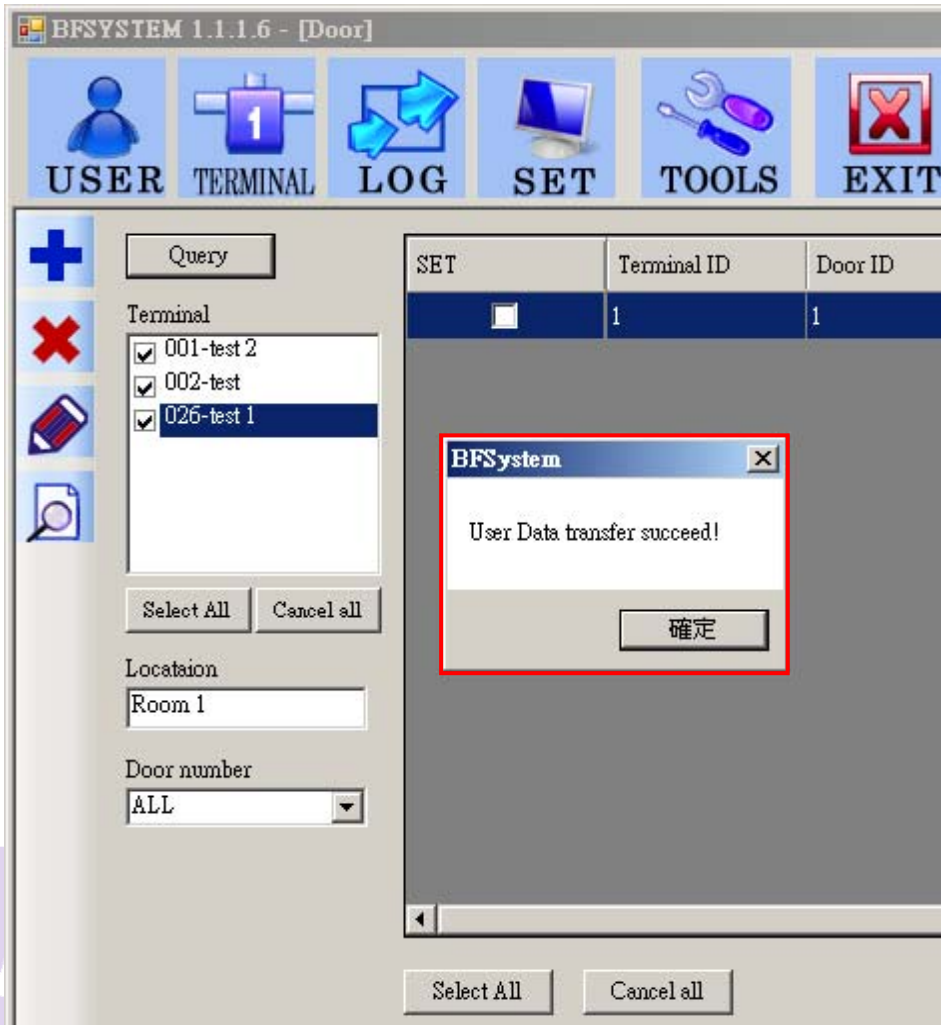 BFSYSTEM 1.1.1.6 - [Door]
1
USER TERMINAL LOG SET TOOLS EXIT
Query
SET Terminal ID Door ID
1 1
Terminal
001-test 2
002-test
026-test 1
BFSystem
User Data transfer succeed!
確定
Select All Cancel all
Locataion
Room 1
Door number
ALL
Select All Cancel all